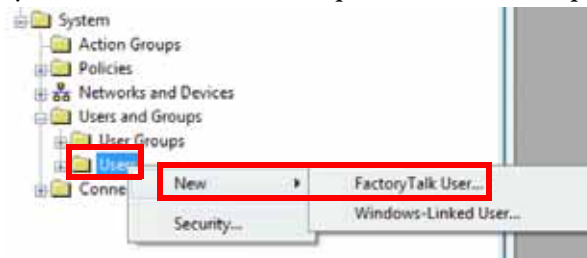 System
Action Groups
Policies
Networks and Devices
Users and Groups
User Groups
Users
Conne
New
FactoryTalk User...
Windows-Linked User...
Security...